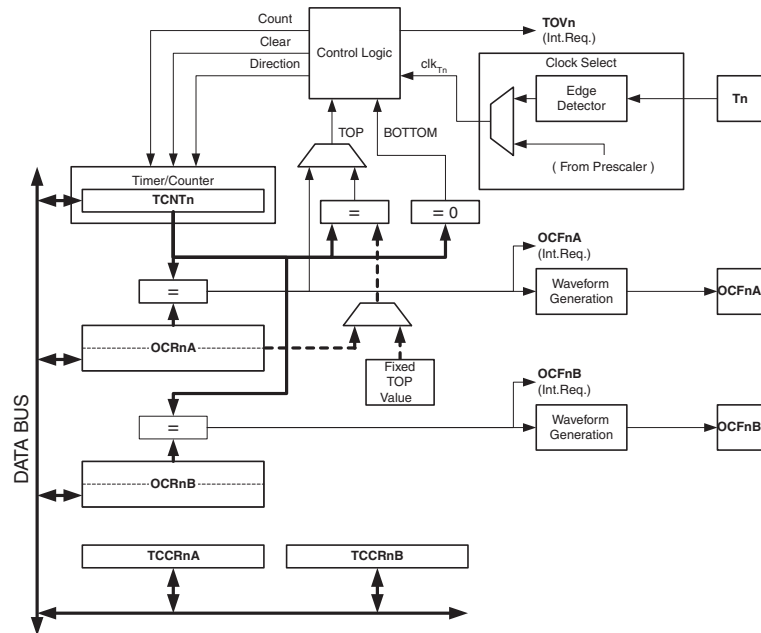 Count
Clear
Direction
Control Logic
TOVn
(Int.Req.)
clkTn
Clock Select
Edge
Detector
Tn
( From Prescaler )
TOP
BOTTOM
Timer/Counter
TCNTn
=
= 0
OCFnA
(Int.Req.)
=
Waveform
Generation
OCFnA
OCRnA
Fixed
TOP
Value
OCFnB
(Int.Req.)
=
Waveform
Generation
OCFnB
OCRnB
DATA BUS
TCCRnA
TCCRnB